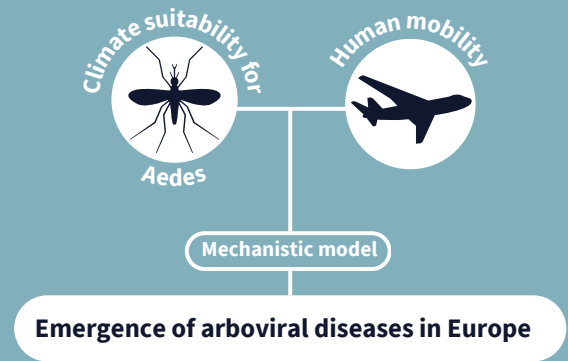 Climate suitability for
Aedes
Human mobility
Mechanistic model
Emergence of arboviral diseases in Europe